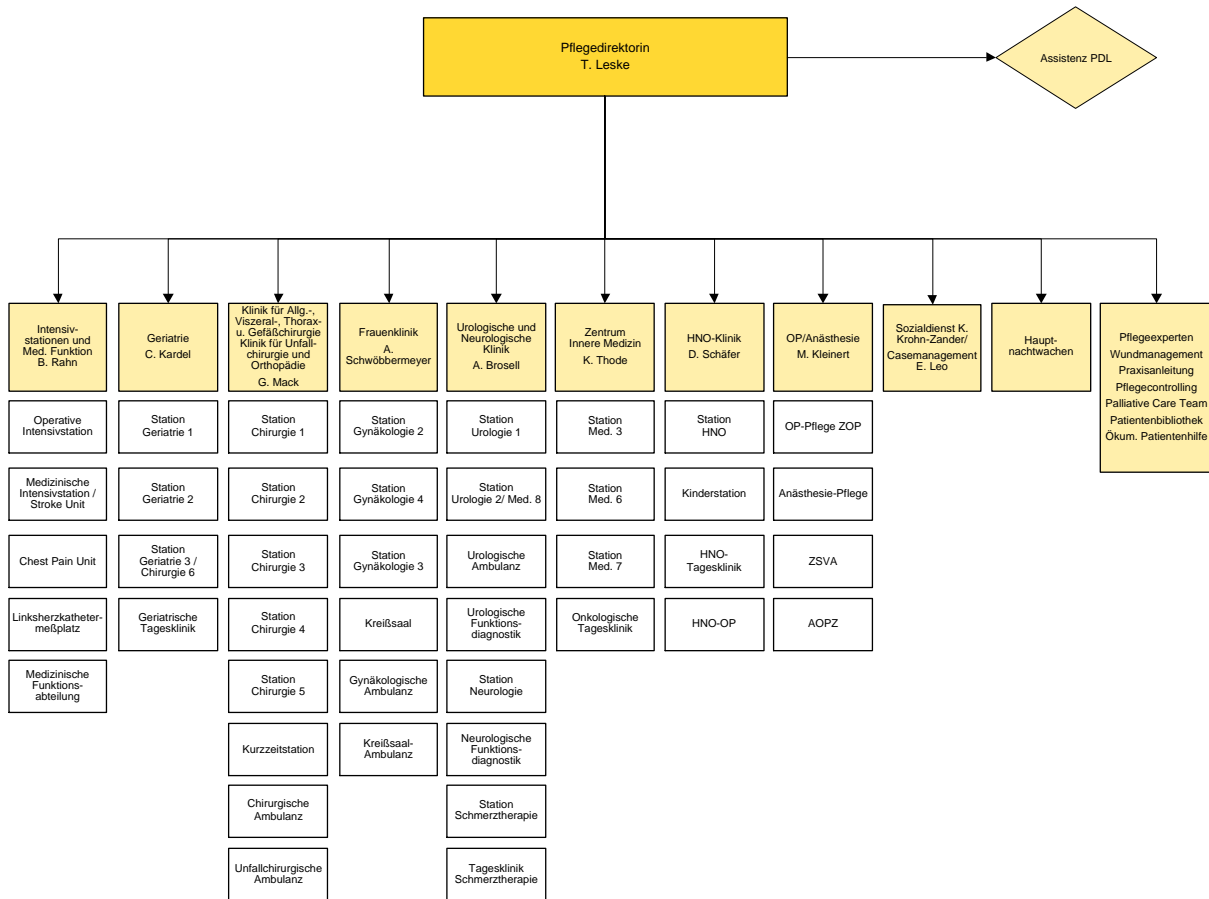 Pflegedirektorin
T. Leske
Assistenz PDL
Intensiv-
stationen und
Med. Funktion
B. Rahn
Geriatrie
C. Kardel
Klinik für Allg.-,
Viszeral-, Thorax-
u. Gefäßchirurgie
Klinik für Unfall-
chirurgie und
Orthopädie
G. Mack
Frauenklinik
A.
Schwöbbermeyer
Urologische und
Neurologische
Klinik
A. Brosell
Zentrum
Innere Medizin
K. Thode
HNO-Klinik
D. Schäfer
OP/Anästhesie
M. Kleinert
Sozialdienst K.
Krohn-Zander/
Casemanagement
E. Leo
Haupt-
nachtwachen
Pflegeexperten
Wundmanagement
Praxisanleitung
Pflegecontrolling
Palliative Care Team
Patientenbibliothek
Ökum. Patientenhilfe
Operative
Intensivstation
Medizinische
Intensivstation /
Stroke Unit
Chest Pain Unit
Linksherzkatheter-
meßplatz
Medizinische
Funktions-
abteilung
Station
Geriatrie 1
Station
Geriatrie 2
Station
Geriatrie 3 /
Chirurgie 6
Geriatrische
Tagesklinik
Station
Chirurgie 1
Station
Chirurgie 2
Station
Chirurgie 3
Station
Chirurgie 4
Station
Chirurgie 5
Kurzzeitstation
Chirurgische
Ambulanz
Unfallchirurgische
Ambulanz
Station
Gynäkologie 2
Station
Gynäkologie 4
Station
Gynäkologie 3
Kreißsaal
Gynäkologische
Ambulanz
Kreißsaal-
Ambulanz
Station
Urologie 1
Station
Urologie 2/ Med. 8
Urologische
Ambulanz
Urologische
Funktions-
diagnostik
Station
Neurologie
Neurologische
Funktions-
diagnostik
Station
Schmerztherapie
Tagesklinik
Schmerztherapie
Station
Med. 3
Station
Med. 6
Station
Med. 7
Onkologische
Tagesklinik
Station
HNO
Kinderstation
HNO-
Tagesklinik
HNO-OP
OP-Pflege ZOP
Anästhesie-Pflege
ZSVA
AOPZ